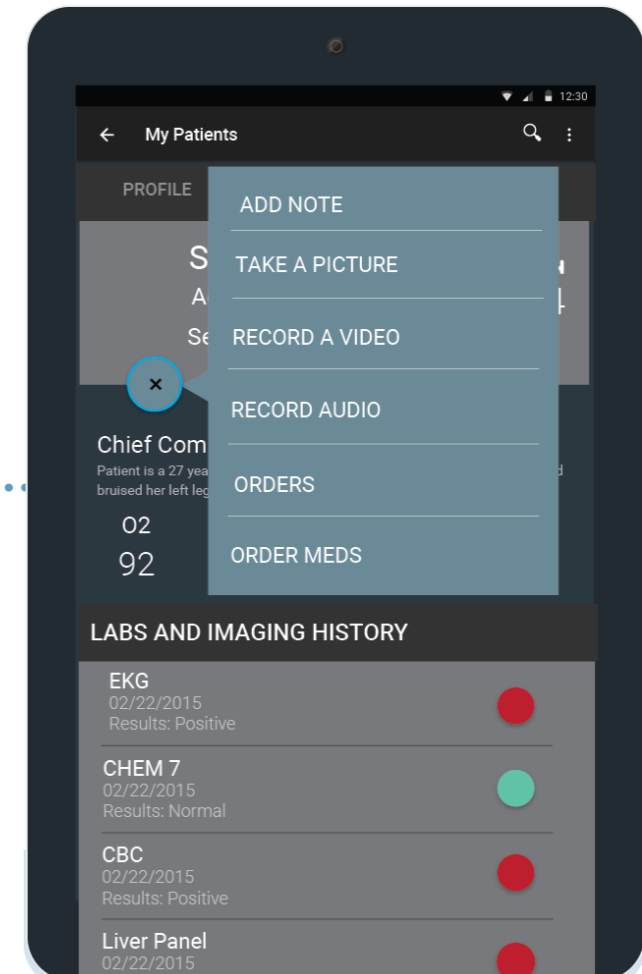 12:30
My Patients
PROFILE
ADD NOTE
TAKE A PICTURE
RECORD A VIDEO
RECORD AUDIO
ORDERS
ORDER MEDS
Chief Com
Patient is a 27 yea
bruised her left leg
O2
92
LABS AND IMAGING HISTORY
EKG
02/22/2015
Results: Positive
CHEM 7
02/22/2015
Results: Normal
CBC
02/22/2015
Results: Positive
Liver Panel
02/22/2015